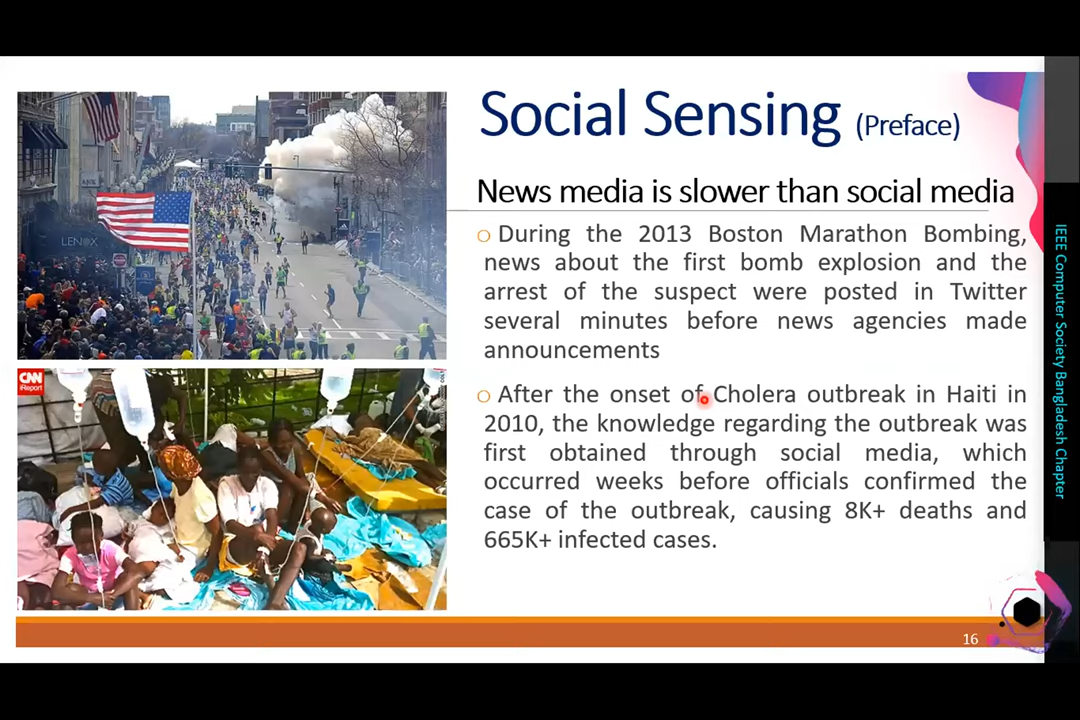 Social Sensing (Preface)
News media is slower than social media
During the 2013 Boston Marathon Bombing,
news about the first bomb explosion and the
arrest of the suspect were posted in Twitter
several minutes before news agencies made
announcements
After the onset of Cholera outbreak in Haiti in
2010, the knowledge regarding the outbreak was
first obtained through social media, which
occurred weeks before officials confirmed the
case of the outbreak, causing 8K+ deaths and
665K+ infected cases.
LENOX
CNN
iReport
16
IEEE Computer Society Bangladesh Chapter